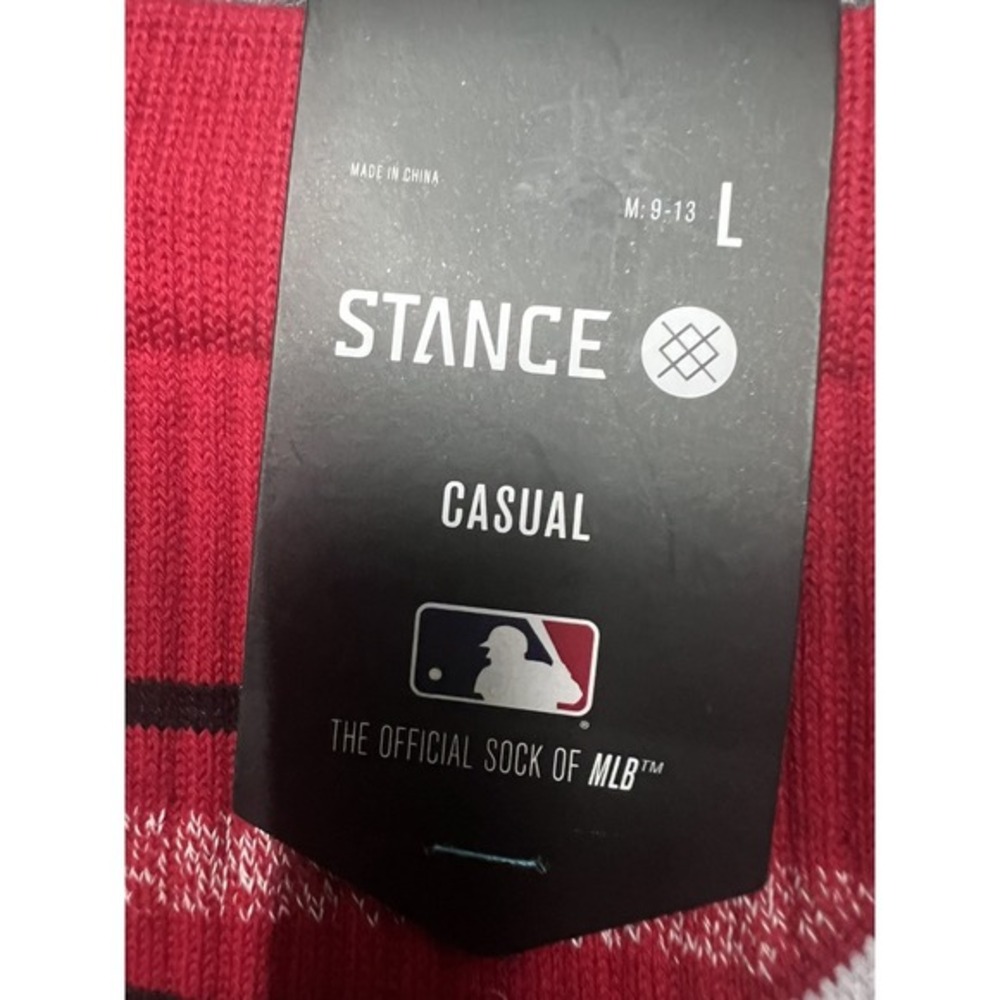 MADE IN CHINA
M: 9-13 L
STANCE
CASUAL
®
THE OFFICIAL SOCK OF MLB™